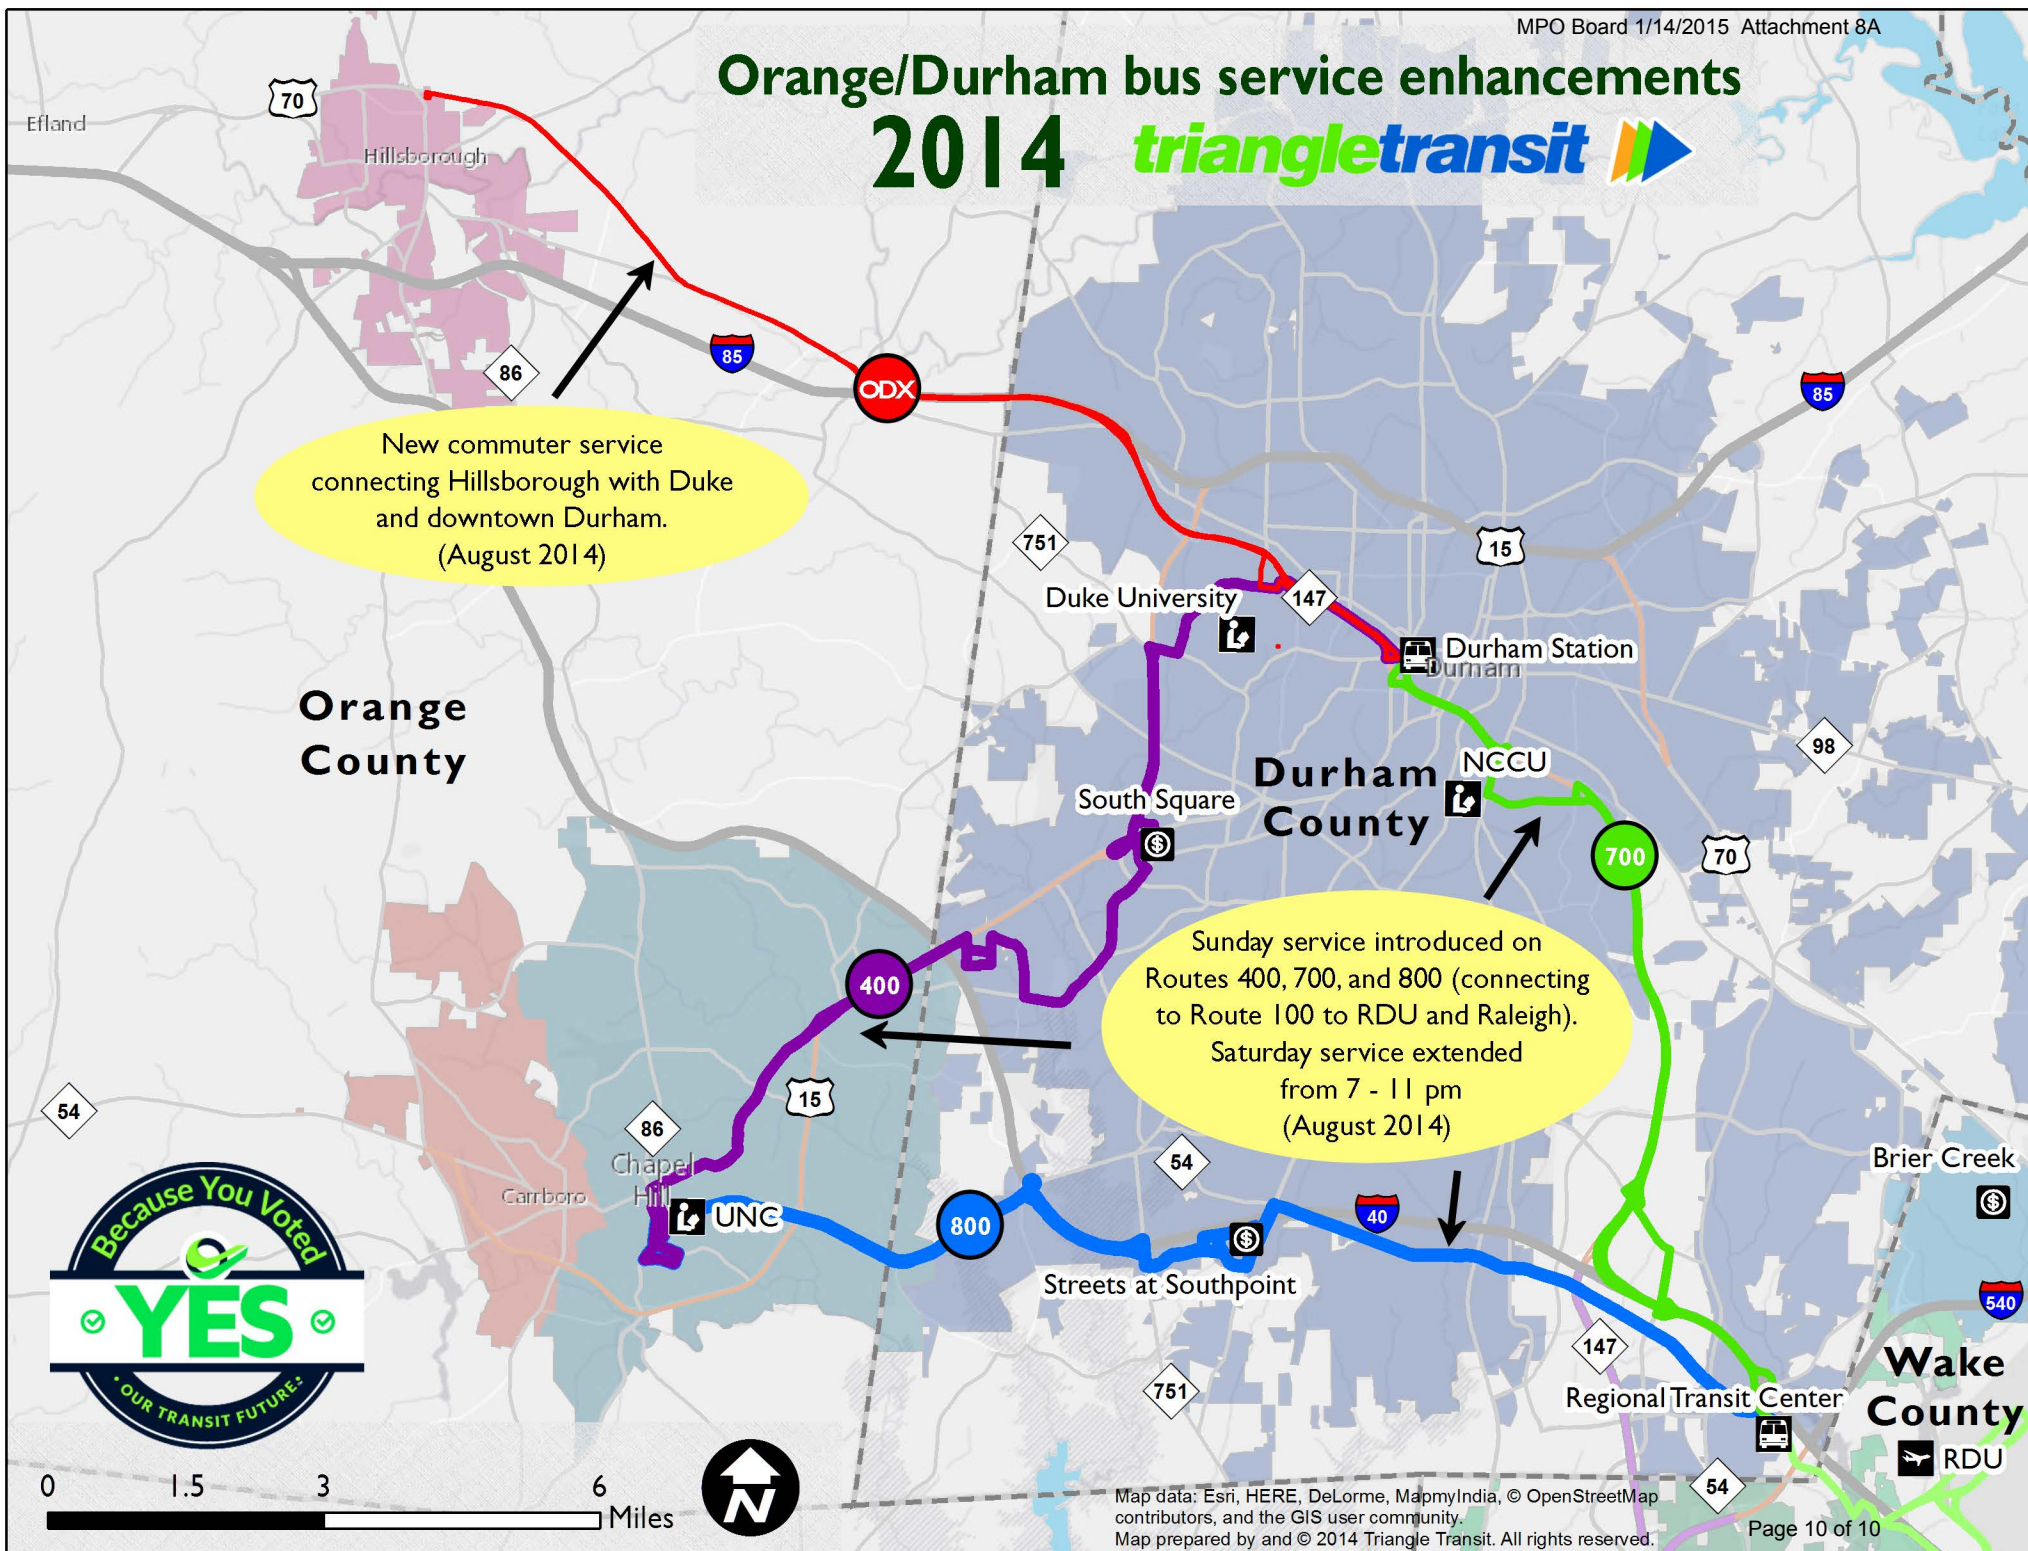 MPO Board 1/14/2015 Attachment 8A
Orange/Durham bus service enhancements
2014 triangletransit
70
Efland
Hillsborough
86
85
ODX
85
New commuter service
connecting Hillsborough with Duke
and downtown Durham.
(August 2014)
751
15
Duke University
147
Durham Station
Durham
Orange
County
98
NCCU
Durham
County
South Square
700
70
Sunday service introduced on
Routes 400, 700, and 800 (connecting
to Route 100 to RDU and Raleigh).
Saturday service extended
from 7 - 11 pm
(August 2014)
400
15
54
86
Chapel
Hill
Carrboro
UNC
54
800
40
Streets at Southpoint
Brier Creek
540
Because You Voted
YES
OUR TRANSIT FUTURE
147
751
Regional Transit Center
Wake
County
RDU
54
0 1.5 3 6
Miles
N
Map data: Esri, HERE, DeLorme, MapmyIndia, © OpenStreetMap
contributors, and the GIS user community.
Map prepared by and © 2014 Triangle Transit. All rights reserved.
Page 10 of 10